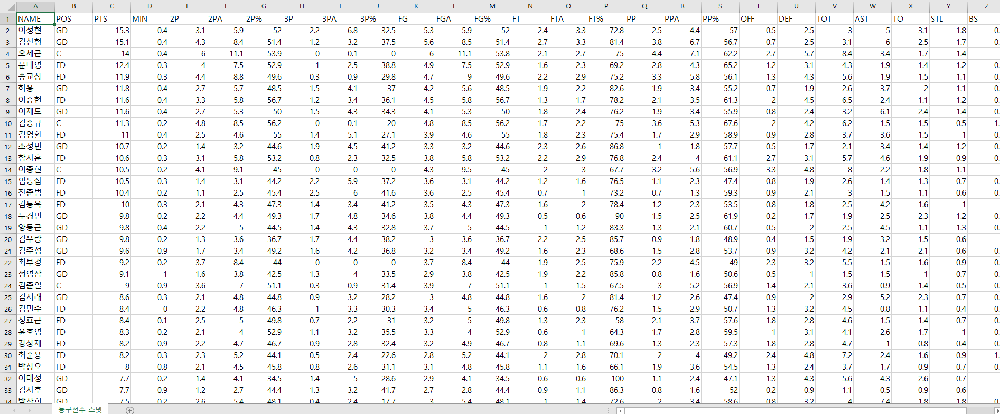 A B C D E F G H I J K L M N O P Q R S T U V W X Y Z
1 NAME POS PTS MIN 2P 2PA 2P% 3P 3PA 3P% FG FGA FG% FT FTA FT% PP PPA PP% OFF DEF TOT AST TO STL BS
2 이정현 GD 15.3 0.4 3.1 5.9 52 2.2 6.8 32.5 5.3 5.9 52 2.4 3.3 72.8 2.5 4.4 57 0.5 2.5 3 5 3.1 1.8 0.
3 김선형 GD 15.1 0.4 4.3 8.4 51.4 1.2 3.2 37.5 5.6 8.5 51.4 2.7 3.3 81.4 3.8 6.7 56.7 0.7 2.5 3.1 6 2.5 1.7 0.
4 오세근 C 14 0.4 6 11.1 53.9 0 0.1 0 6 11.1 53.8 2.1 2.7 75 4.4 7.1 62.2 2.7 5.7 8.4 3.4 1.7 1.4
5 문태영 FD 12.4 0.3 4 7.5 52.9 1 2.5 38.8 4.9 7.5 52.9 1.6 2.3 69.2 2.8 4.3 65.2 1.2 3.1 4.3 1.9 1.4 1.2 0.
6 송교창 FD 11.9 0.3 4.4 8.8 49.6 0.3 0.9 29.8 4.7 9 49.6 2.2 2.9 75.2 3.3 5.8 56.1 1.3 4.3 5.6 1.9 1.5 1.1 0.
7 허웅 GD 11.8 0.4 2.7 5.7 48.5 1.5 4.1 37 4.2 5.6 48.5 1.9 2.2 82.6 1.9 3.4 55.2 0.7 1.9 2.6 3.7 2 1.1 0.
8 이승현 FD 11.6 0.4 3.3 5.8 56.7 1.2 3.4 36.1 4.5 5.8 56.7 1.3 1.7 78.2 2.1 3.5 61.3 2 4.5 6.5 2.4 1.1 1.2 0.
9 이재도 GD 11.6 0.4 2.7 5.3 50 1.5 4.3 34.3 4.1 5.3 50 1.8 2.4 76.2 1.9 3.4 55.9 0.8 2.4 3.2 6.1 2.4 1.4 0.
10 김종규 C 11.3 0.2 4.8 8.5 56.2 0 0.1 20 4.8 8.5 56.2 1.7 2.2 75 3.6 5.3 67.6 2 4.2 6.2 1.5 1.5 0.5 1.
11 김영환 FD 11 0.4 2.5 4.6 55 1.4 5.1 27.1 3.9 4.6 55 1.8 2.3 75.4 1.7 2.9 58.9 0.9 2.8 3.7 3.6 1.5 1 0.
12 조성민 GD 10.7 0.2 1.4 3.2 44.6 1.9 4.5 41.2 3.3 3.2 44.6 2.3 2.6 86.8 1 1.8 57.7 0.5 1.7 2.1 3.4 1.4 1.2 0.
13 함지훈 FD 10.6 0.3 3.1 5.8 53.2 0.8 2.3 32.5 3.8 5.8 53.2 2.2 2.9 76.8 2.4 4 61.1 2.7 3.1 5.7 4.6 1.9 0.9 0.
14 이종현 C 10.5 0.2 4.1 9.1 45 0 0 0 4.3 9.5 45 2 3 67.7 3.2 5.6 56.9 3.3 4.8 8 2.2 1.8 1.1
15 임동섭 FD 10.5 0.3 1.4 3.1 44.2 2.2 5.9 37.2 3.6 3.1 44.2 1.2 1.6 76.5 1.1 2.3 47.4 0.8 1.9 2.6 1.4 1.3 0.7 0.
16 전준범 FD 10.4 0.2 1.1 2.5 45.4 2.5 6 41.6 3.6 2.5 45.4 0.7 1 73.2 0.7 1.3 59.3 0.9 2.1 3 1.5 1.1 0.6 0.
17 김동욱 FD 10 0.3 2.1 4.3 47.3 1.4 3.4 41.2 3.5 4.3 47.3 1.6 2 78.4 1.2 2.3 53.5 0.8 1.8 2.5 4.2 1.6 1
18 두경민 GD 9.8 0.2 2.2 4.4 49.3 1.7 4.8 34.6 3.8 4.4 49.3 0.5 0.6 90 1.5 2.5 61.9 0.2 1.7 1.9 2.5 2.3 1.2 0.
19 양동근 GD 9.8 0.4 2.2 5 44.5 1.4 4.3 32.8 3.7 5 44.5 1 1.2 83.3 1.3 2.1 60.7 0.5 2 2.5 4.5 1.1 1.3 0.
20 김우람 GD 9.8 0.2 1.3 3.6 36.7 1.7 4.4 38.2 3 3.6 36.7 2.2 2.5 85.7 0.9 1.8 48.9 0.4 1.5 1.9 3.2 1.5 0.6
21 김주성 GD 9.6 0.9 1.7 3.4 49.2 1.6 4.2 36.8 3.2 3.4 49.2 1.6 2.3 68.6 1.5 2.8 53.7 0.9 3.2 4.2 2.1 2.1 0.6 0.
22 최부경 FD 9.2 0.2 3.7 8.4 44 0 0 0 3.7 8.4 44 1.9 2.5 75.9 2.2 4.5 49 2.3 3.2 5.5 1.5 1.6 0.9 0.
23 정영삼 GD 9.1 1 1.6 3.8 42.5 1.3 4 33.5 2.9 3.8 42.5 1.9 2.2 85.8 0.8 1.6 50.6 0.5 1 1.5 1.5 1 0.7 0.
24 김준일 C 9 0.9 3.6 7 51.1 0.3 0.9 31.4 3.9 7 51.1 1 1.5 67.5 3 5.2 56.9 1.4 2.1 3.6 0.9 1.4 0.5 0.
25 김시래 GD 8.6 0.3 2.1 4.8 44.8 0.9 3.2 28.2 3 4.8 44.8 1.6 2 81.4 1.2 2.6 47.4 0.9 2 2.9 5.2 2.3 0.7 0.
26 김민수 FD 8.4 0 2.2 4.8 46.3 1 3.3 30.3 3.4 5 46.3 0.6 0.8 76.2 1.5 2.9 50.7 1.3 3.2 4.5 0.8 1.1 0.4 0.
27 정효근 FD 8.4 0.1 2.5 5 49.8 0.7 2.2 31 3.2 5 49.8 1.3 2.3 58 2.1 3.7 57.6 1.8 2.8 4.6 1.5 1.4 0.7 0.
28 윤호영 FD 8.3 0.2 2.1 4 52.9 1.1 3.2 35.5 3.3 4 52.9 0.6 1 64.3 1.7 2.8 59.5 1 3.1 4.1 2.6 1.7 1 0.
29 강상재 FD 8.2 0.9 2.2 4.7 46.7 0.9 2.8 32.4 3.2 4.9 46.7 0.8 1.1 69.6 1.3 2.3 57.3 1.8 2.8 4.7 1 0.8 0.4 0.
30 최준용 FD 8.2 0.3 2.3 5.2 44.1 0.5 2.4 22.6 2.8 5.2 44.1 2 2.8 70.1 2 4 49.2 2.4 4.8 7.2 2.4 1.6 0.9 1.
31 박상오 FD 8 0.8 2.1 4.5 45.8 0.8 2.6 31.1 3.1 4.8 45.8 1.1 1.6 66.1 1.9 3.6 54.5 1.3 2.4 3.7 1.7 0.9 0.7 0.
32 이대성 GD 7.7 0.2 1.4 4.1 34.5 1.4 5 28.6 2.9 4.1 34.5 0.6 0.6 100 1.1 2.4 47.1 1.3 4.3 5.6 4.3 2.6 0.7
33 김지후 GD 7.7 0.9 1.2 2.7 44.4 1.3 3.2 41.7 2.7 2.8 44.4 0.9 1.1 86.3 0.8 1.6 52 0.2 0.9 1.1 0.5 0.9 0.6
34 박찬희 GD 7.5 0.2 2.6 5.4 48.1 0.4 2.4 17.7 3 5.4 48.1 1 1.4 72.6 2 3.4 58.6 0.8 3.2 4 7.4 1.8 1.8 0.
농구선수 스텟